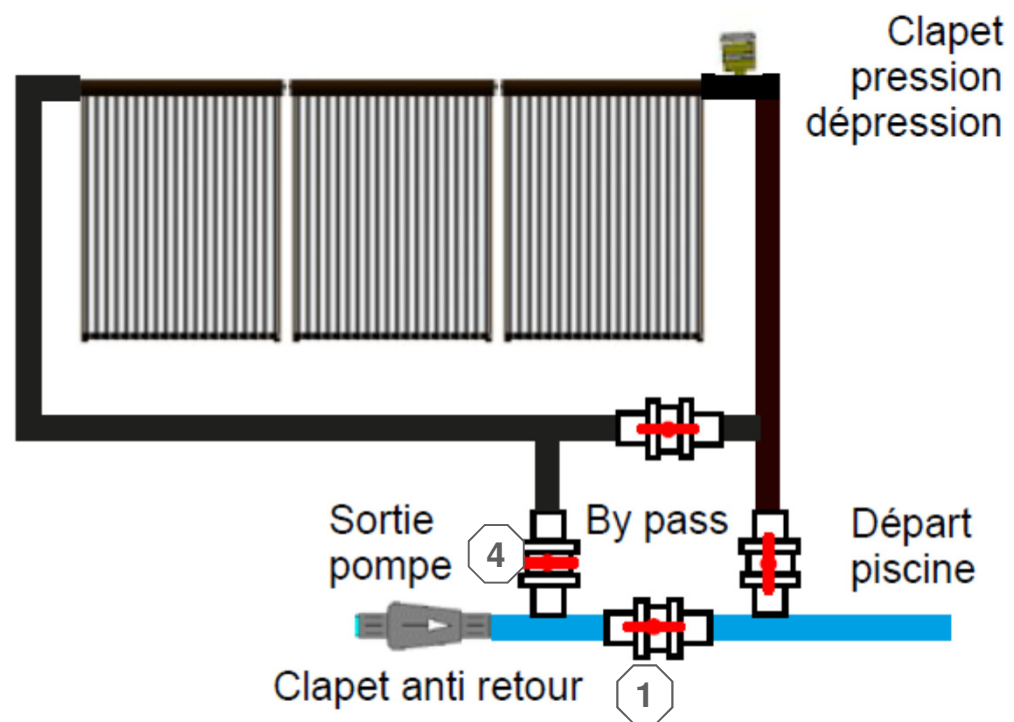 Clapet
pression
dépression
Sortie
pompe
4
By pass
Départ
piscine
Clapet anti retour
1